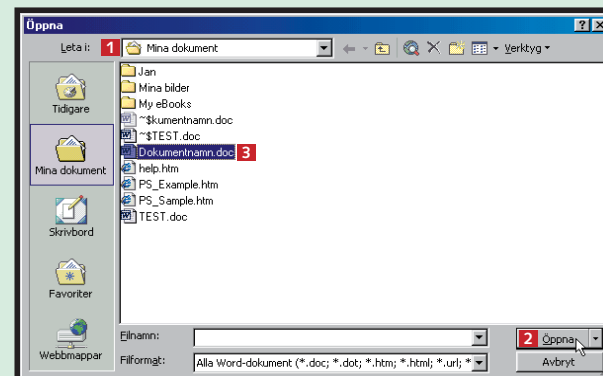 Öppna
Leta i: 1 Mina dokument Verktyg
Tidigare
Mina dokument
Skrivbord
Favoriter
Webbmappar
Jan
Mina bilder
My eBooks
~$kumentnamn.doc
~$TEST.doc
Dokumentnamn.doc 3
help.htm
PS_Example.htm
PS_Sample.htm
TEST.doc
Filnamn:
2 Öppna
Filformat: Alla Word-dokument (*.doc; *.dot; *.htm; *.html; *.url; *
Avbryt